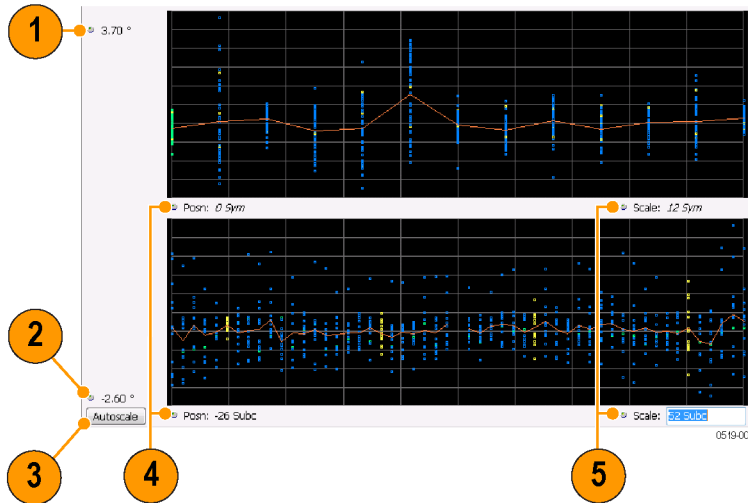 1
3.70 °
Posn: 0 Sym
Scale: 12 Sym
2
-2.60 °
Autoscale
Posn: -26 Subc
Scale: 52 Subc
0519-00
3
4
5